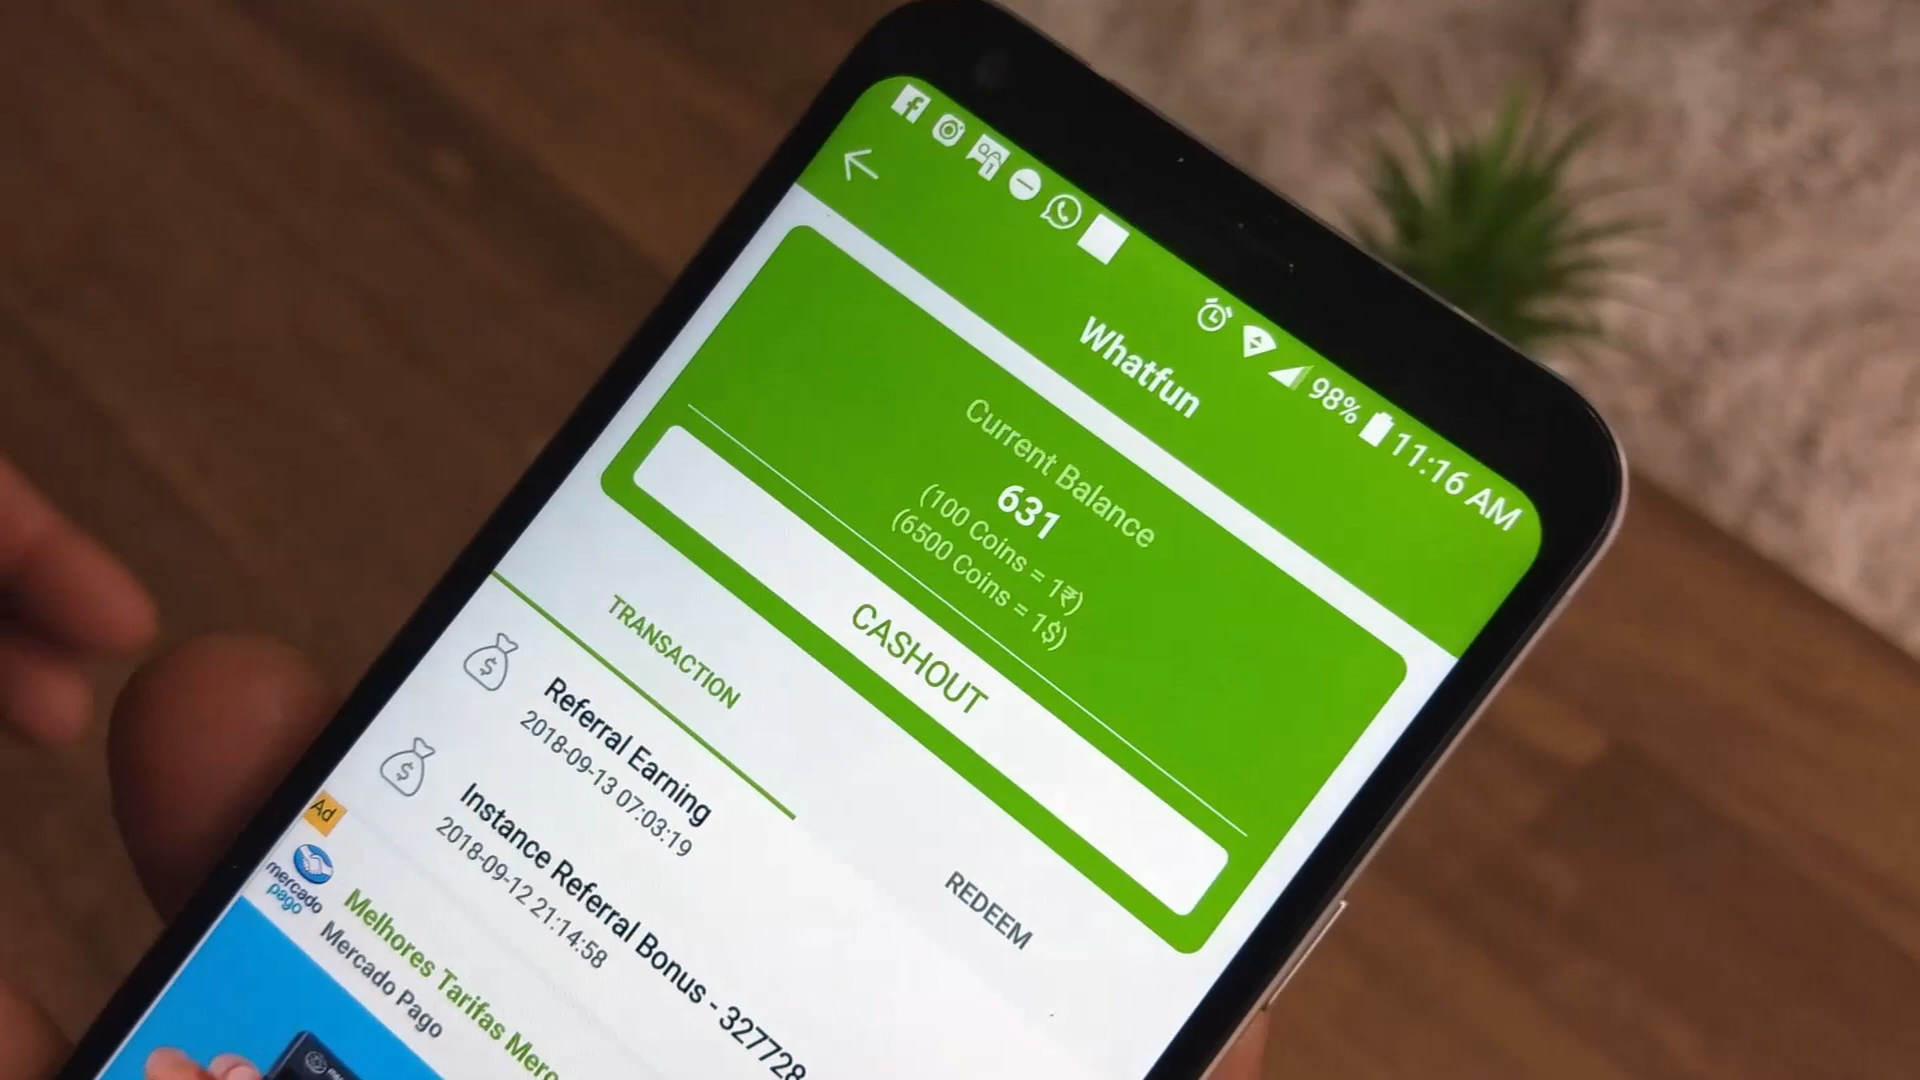 98% 11:16 AM
Whatfun
Current Balance
631
(100 Coins = 1₹)
(6500 Coins = 1$)
CASHOUT
TRANSACTION
REDEEM
Referral Earning
2018-09-13 07:03:19
Instance Referral Bonus - 327728
2018-09-12 21:14:58
Ad
mercado
pago
Melhores Tarifas Merc
Mercado Pago